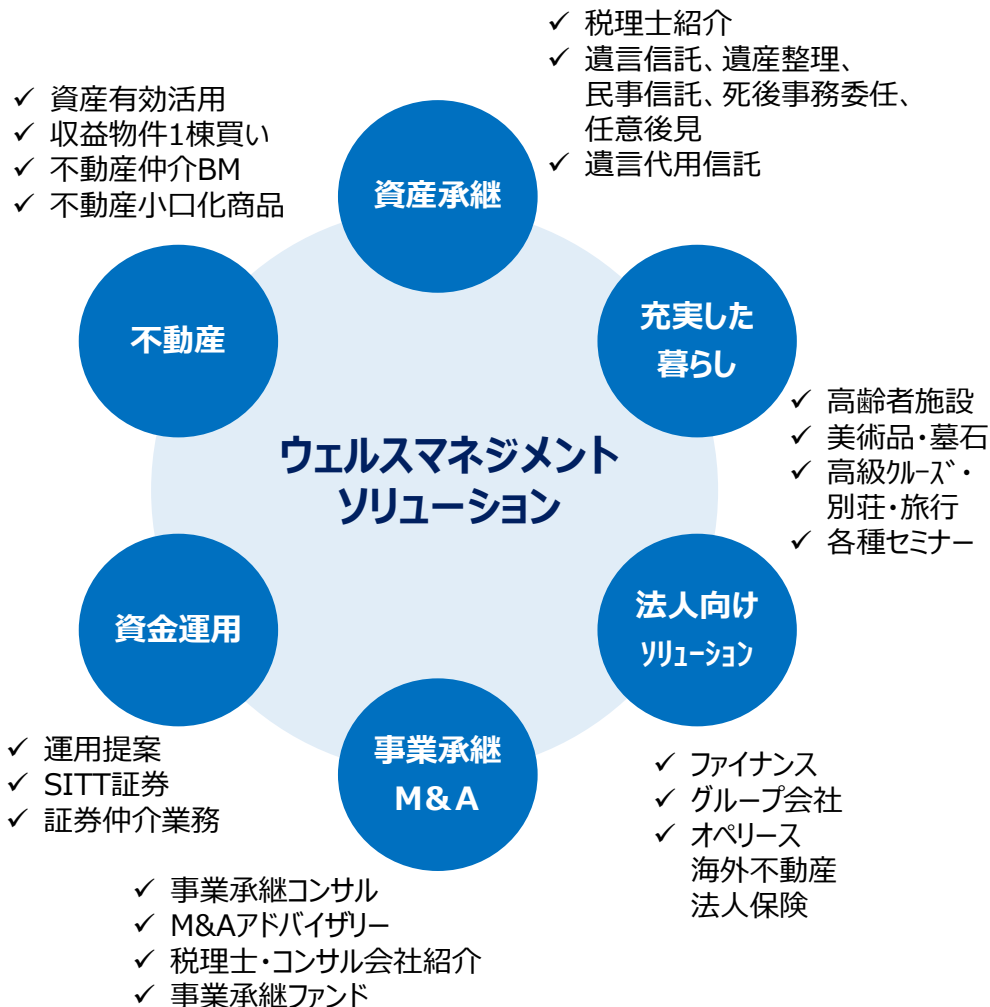 ✓ 税理士紹介
✓ 遺言信託、遺産整理、
民事信託、死後事務委任、
任意後見
✓ 遺言代用信託
✓ 資産有効活用
✓ 収益物件1棟買い
✓ 不動産仲介BM
✓ 不動産小口化商品
資産承継
不動産
充実した
暮らし
✓ 高齢者施設
✓ 美術品・墓石
✓ 高級ｸﾙｰｽﾞ・
別荘・旅行
✓ 各種セミナー
ウェルスマネジメント
ソリューション
資金運用
法人向け
ｿﾘｭｰｼｮﾝ
✓ 運用提案
✓ SITT証券
✓ 証券仲介業務
事業承継
M&A
✓ ファイナンス
✓ グループ会社
✓ オペリース
海外不動産
法人保険
✓ 事業承継コンサル
✓ M&Aアドバイザリー
✓ 税理士・コンサル会社紹介
✓ 事業承継ファンド